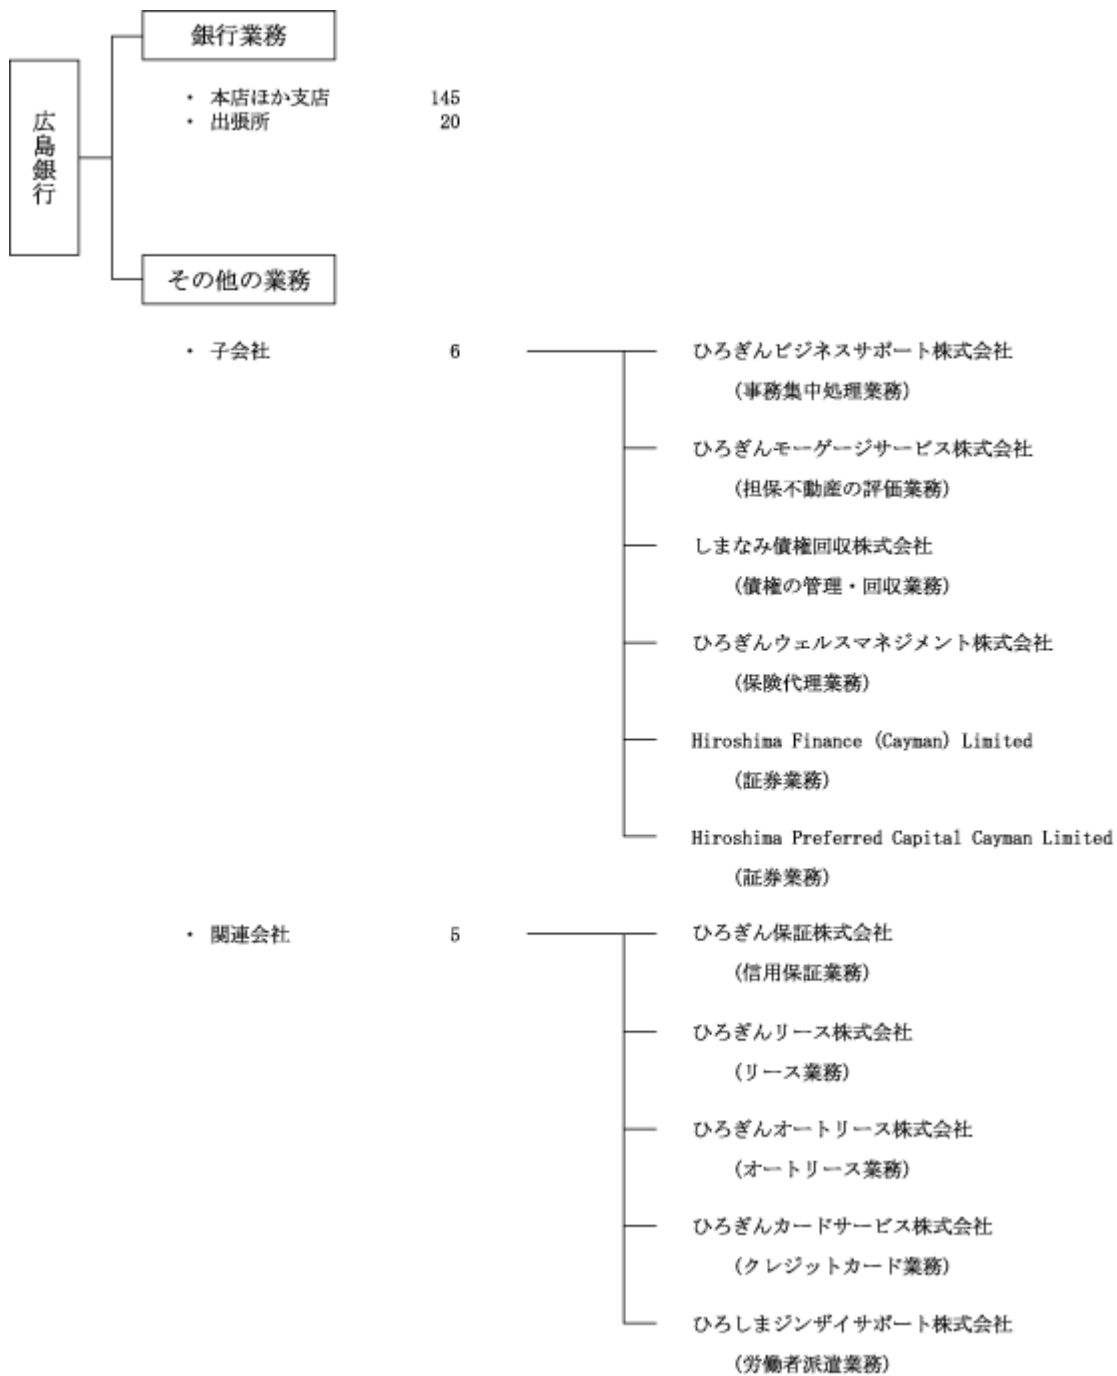 広島銀行
銀行業務
・ 本店ほか支店 145
・ 出張所 20
その他の業務
・ 子会社 6
ひろぎんビジネスサポート株式会社
(事務集中処理業務)
ひろぎんモーゲージサービス株式会社
(担保不動産の評価業務)
しまなみ債権回収株式会社
(債権の管理・回収業務)
ひろぎんウェルスマネジメント株式会社
(保険代理業務)
Hiroshima Finance (Cayman) Limited
(証券業務)
Hiroshima Preferred Capital Cayman Limited
(証券業務)
・ 関連会社 5
ひろぎん保証株式会社
(信用保証業務)
ひろぎんリース株式会社
(リース業務)
ひろぎんオートリース株式会社
(オートリース業務)
ひろぎんカードサービス株式会社
(クレジットカード業務)
ひろしまジンザイサポート株式会社
(労働者派遣業務)